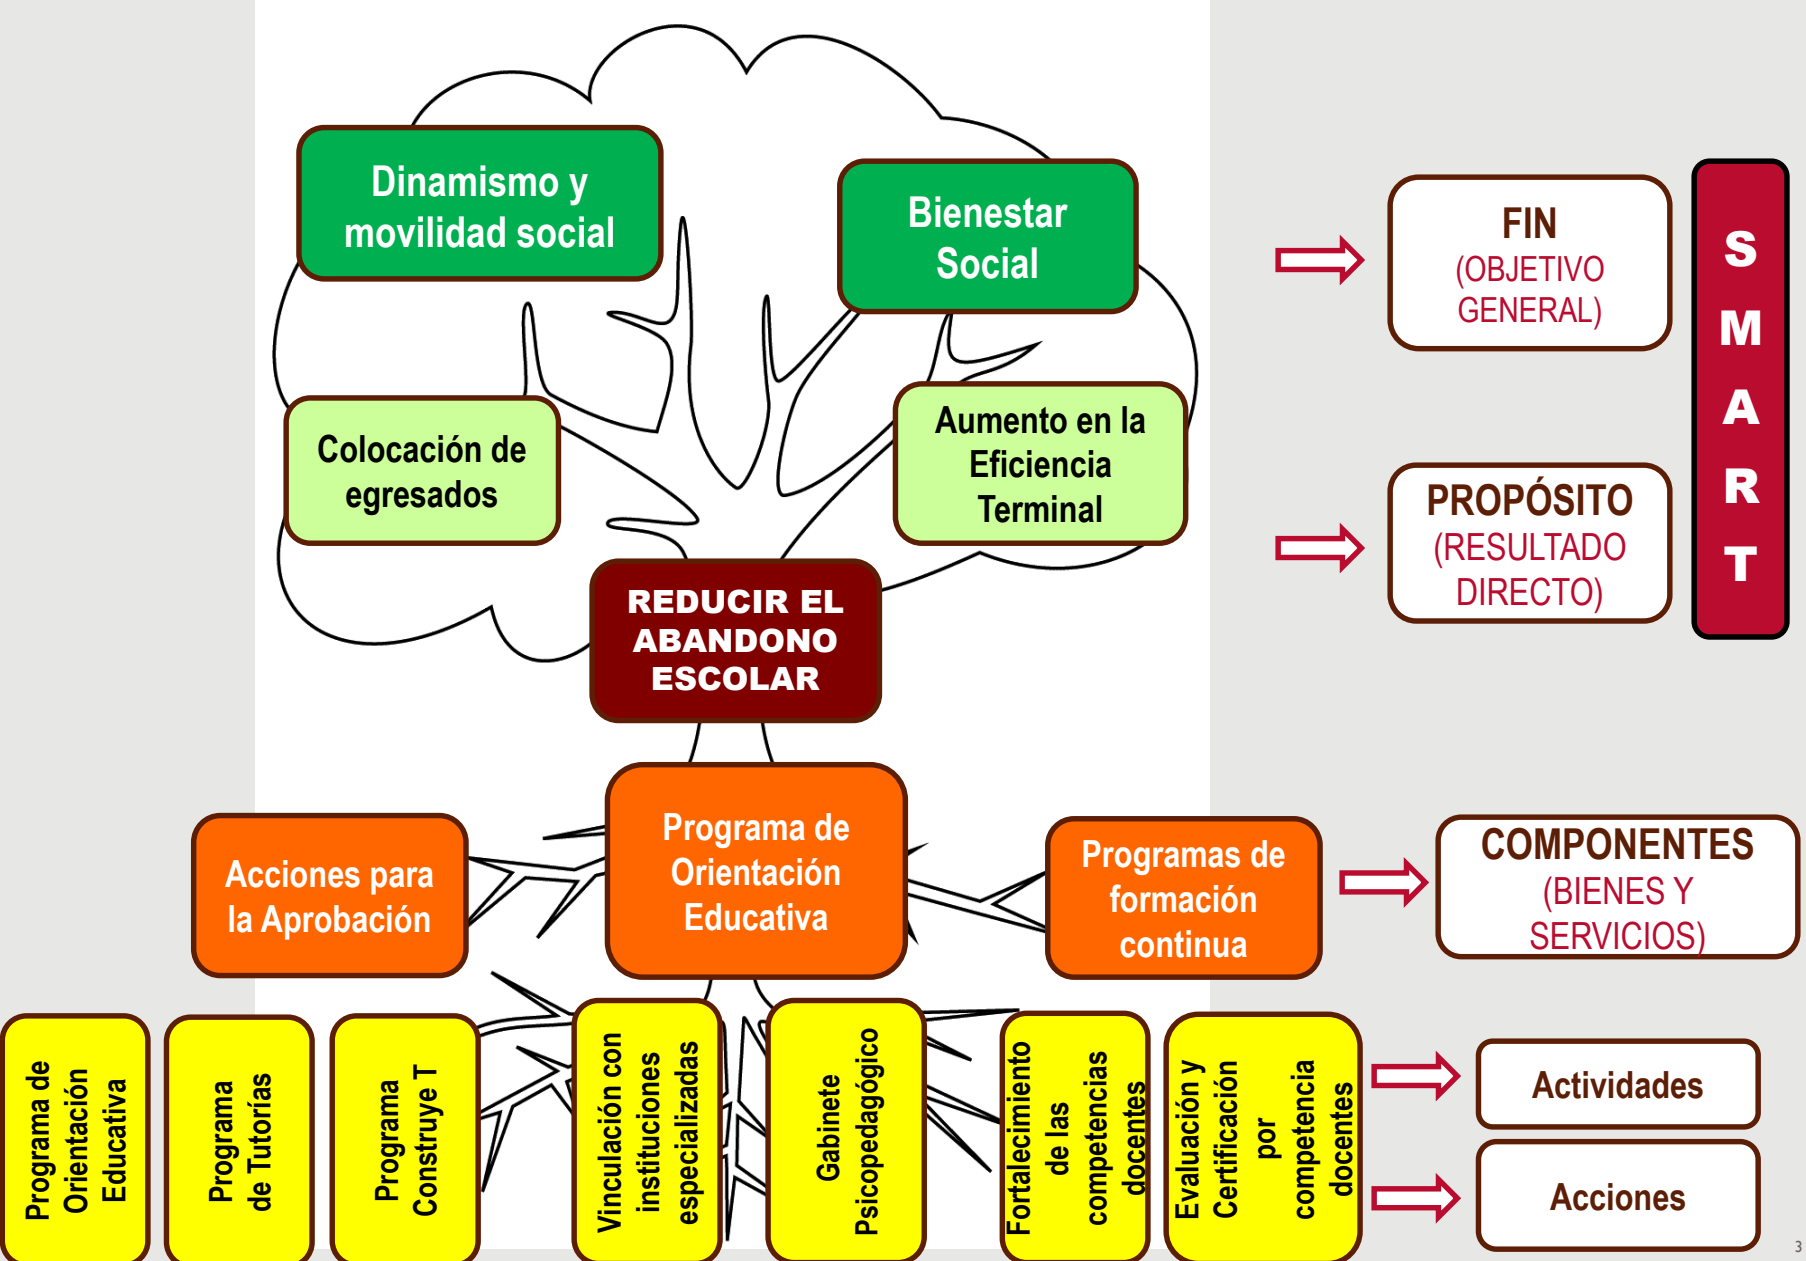 Dinamismo y
movilidad social
Bienestar
Social
FIN
(OBJETIVO
GENERAL)
S
M
A
R
T
Colocación de
egresados
Aumento en la
Eficiencia
Terminal
PROPÓSITO
(RESULTADO
DIRECTO)
REDUCIR EL
ABANDONO
ESCOLAR
Acciones para
la Aprobación
Programa de
Orientación
Educativa
Programas de
formación
continua
COMPONENTES
(BIENES Y
SERVICIOS)
Programa de
Orientación
Educativa
Programa
de Tutorías
Programa
Construye T
Vinculación con
instituciones
especializadas
Gabinete
Psicopedagógico
Fortalecimiento
de las
competencias
docentes
Evaluación y
Certificación
por
competencia
docentes
Actividades
Acciones
3